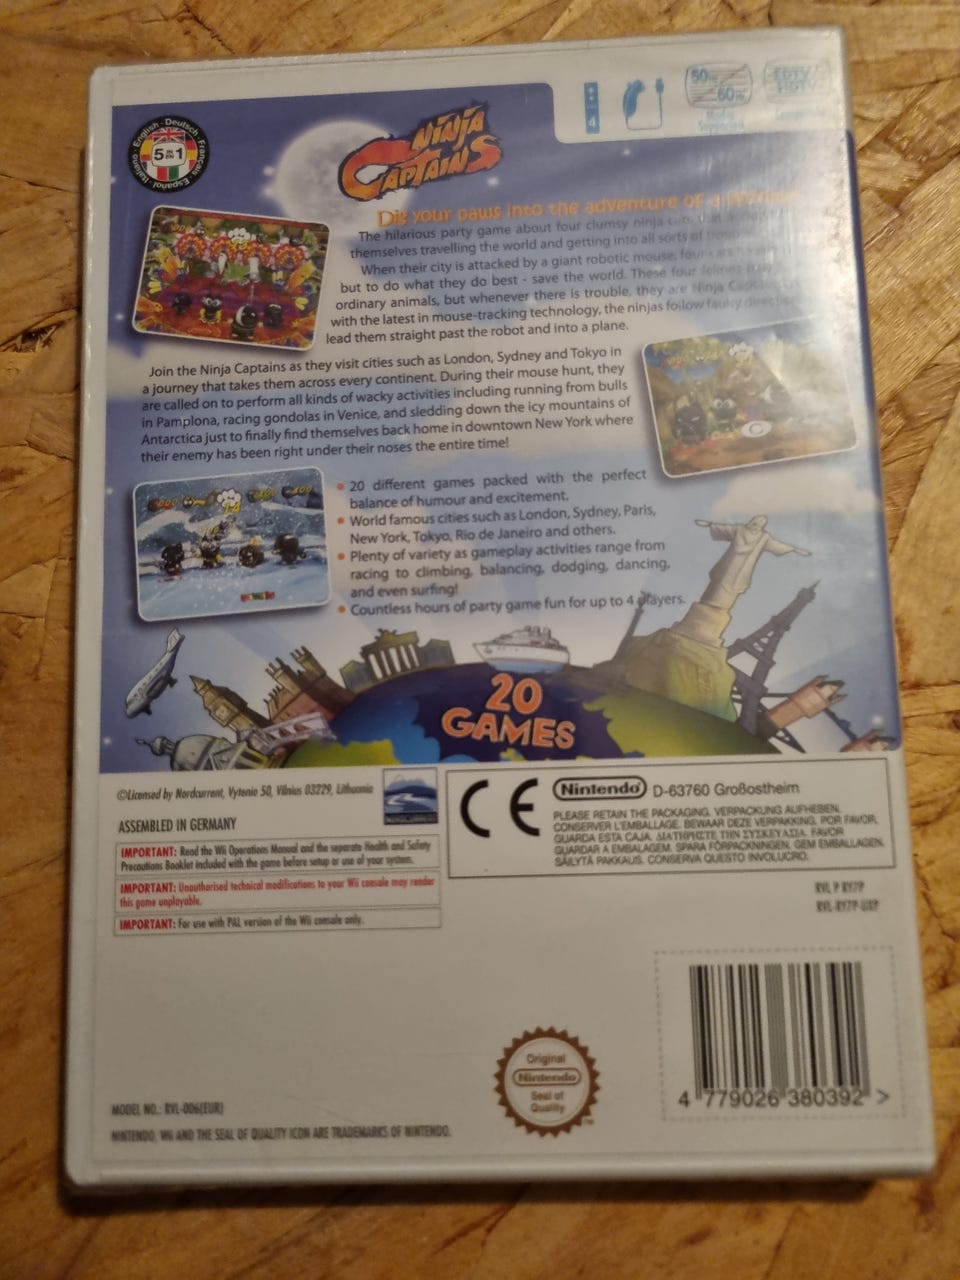 50Hz
60Hz
EDTV/
HDTV
4
English · Deutsch · Français · Español · Italiano
5 IN 1
NINJA
CAPTAINS
Dig your paws into the adventure of a
The hilarious party game about four clumsy ninja
themselves travelling the world and getting into all sorts of
When their city is attacked by a giant robotic mouse, four
but to do what they do best - save the world. These four felines
ordinary animals, but whenever there is trouble, they are Ninja
with the latest in mouse-tracking technology, the ninjas follow faulty
lead them straight past the robot and into a plane.
Join the Ninja Captains as they visit cities such as London, Sydney and Tokyo in
a journey that takes them across every continent. During their mouse hunt, they
are called on to perform all kinds of wacky activities including running from bulls
in Pamplona, racing gondolas in Venice, and sledding down the icy mountains of
Antarctica just to finally find themselves back home in downtown New York where
their enemy has been right under their noses the entire time!
• 20 different games packed with the perfect
balance of humour and excitement.
• World famous cities such as London, Sydney, Paris,
New York, Tokyo, Rio de Janeiro and others.
• Plenty of variety as gameplay activities range from
racing to climbing, balancing, dodging, dancing,
and even surfing!
• Countless hours of party game fun for up to 4 players.
20
GAMES
©Licensed by Nordcurrent, Vytenio 50, Vilnius 03229, Lithuania
ASSEMBLED IN GERMANY
IMPORTANT: Read the Wii Operations Manual and the separate Health and Safety
Precautions Booklet included with the game before setup or use of your system.
IMPORTANT: Unauthorised technical modifications to your Wii console may render
this game unplayable.
IMPORTANT: For use with PAL version of the Wii console only.
CE
Nintendo D-63760 Großostheim
PLEASE RETAIN THE PACKAGING. VERPACKUNG AUFHEBEN.
CONSERVER L'EMBALLAGE. BEWAAR DEZE VERPAKKING. POR FAVOR,
GUARDA ESTA CAJA. ΔΙΑΤΗΡΗΣΤΕ ΤΗΝ ΣΥΣΚΕΥΑΣΙΑ. FAVOR
GUARDAR A EMBALAGEM. SPARA FÖRPACKNINGEN. GEM EMBALLAGEN.
SÄILYTÄ PAKKAUS. CONSERVA QUESTO INVOLUCRO.
RVL P RY7P
4 779026 380392 >
Original
Nintendo
Seal of
Quality
MODEL NO.: RVL-006(EUR)
NINTENDO, Wii AND THE SEAL OF QUALITY ICON ARE TRADEMARKS OF NINTENDO.